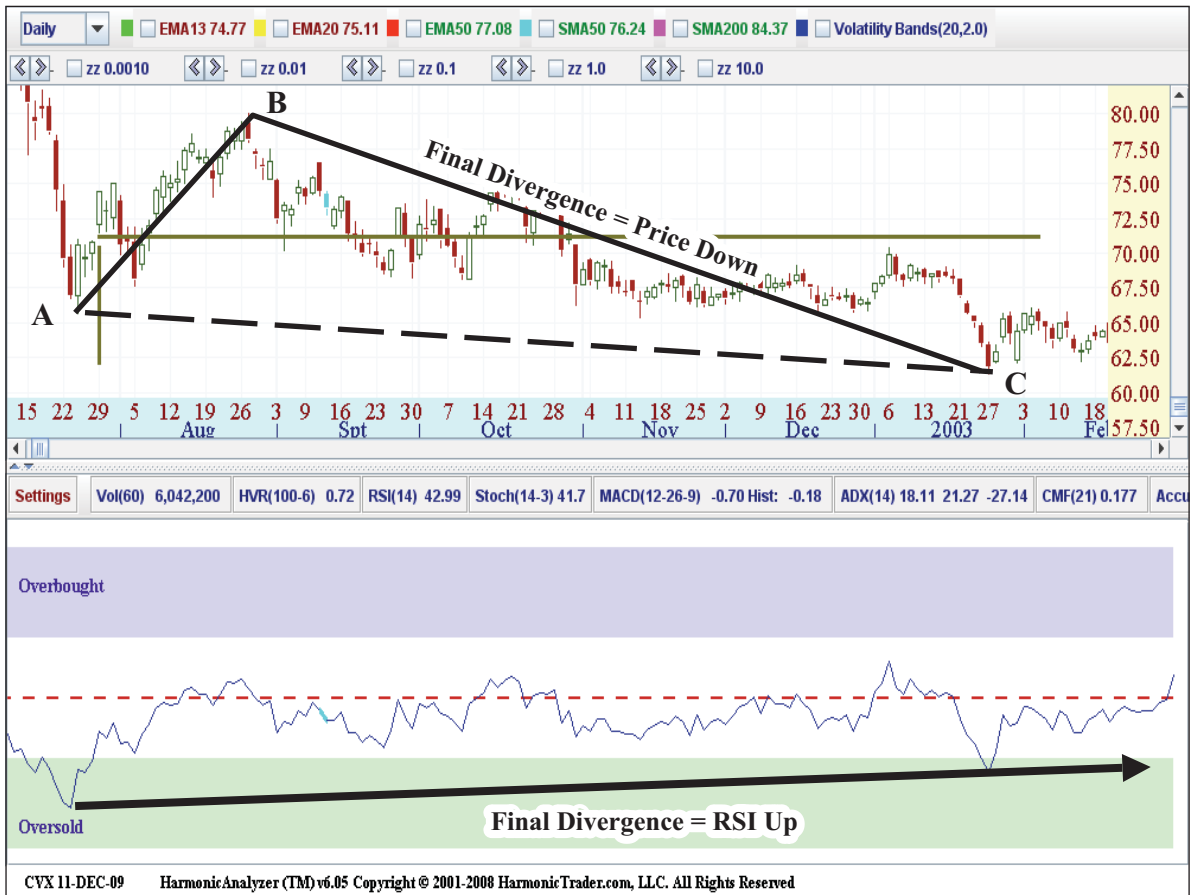 Daily EMA13 74.77 EMA20 75.11 EMA50 77.08 SMA50 76.24 SMA200 84.37 Volatility Bands(20,2.0)
zz 0.0010 zz 0.01 zz 0.1 zz 1.0 zz 10.0
B
Final Divergence = Price Down
A
C
80.00
77.50
75.00
72.50
70.00
67.50
65.00
62.50
60.00
57.50
15 22 29 5 12 19 26 3 9 16 23 30 7 14 21 28 4 11 18 25 2 9 16 23 30 6 13 21 27 3 10 18
Aug Spt Oct Nov Dec 2003 Fe
Settings Vol(60) 6,042,200 HVR(100-6) 0.72 RSI(14) 42.99 Stoch(14-3) 41.7 MACD(12-26-9) -0.70 Hist: -0.18 ADX(14) 18.11 21.27 -27.14 CMF(21) 0.177 Accu
Overbought
Final Divergence = RSI Up
Oversold
CVX 11-DEC-09 HarmonicAnalyzer (TM) v6.05 Copyright © 2001-2008 HarmonicTrader.com, LLC. All Rights Reserved